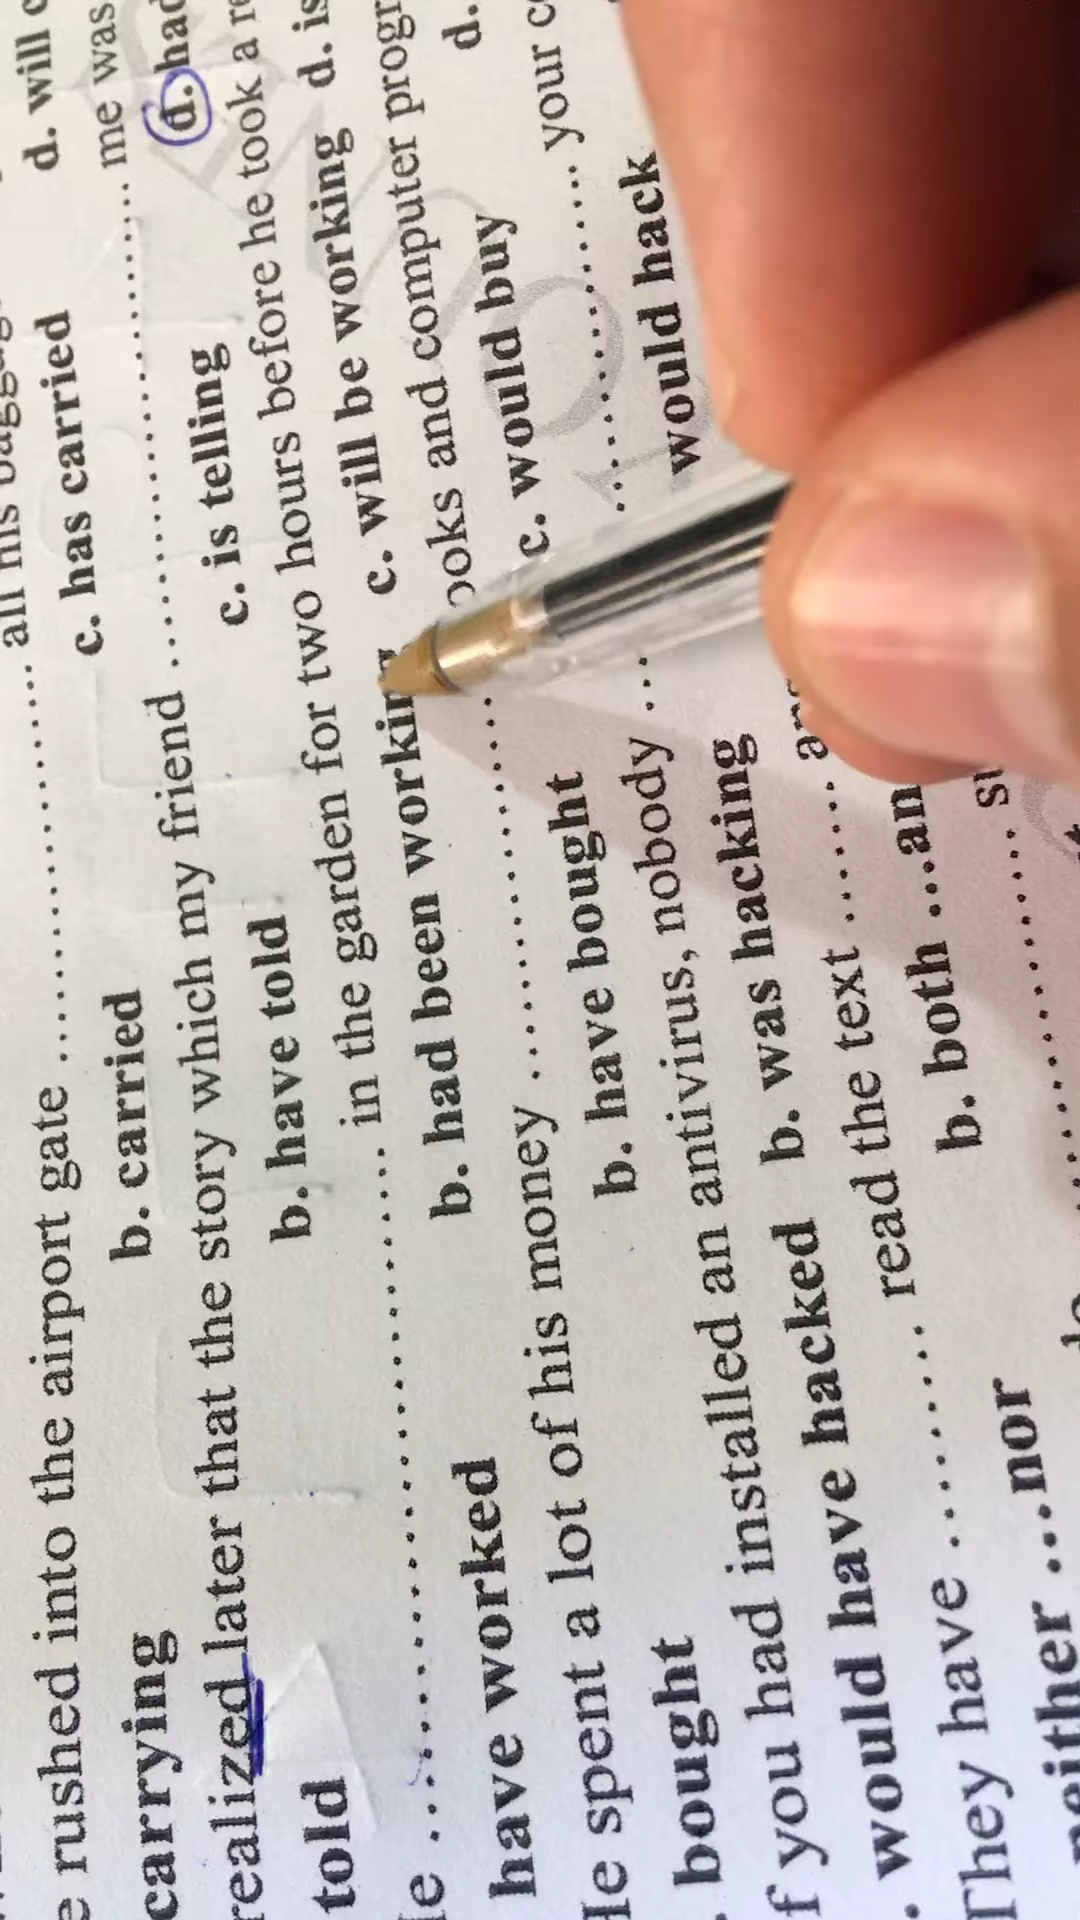 d. will
all his
e rushed into the airport gate ........................
carrying b. carried c. has carried
realized later that the story which my friend ........................ me was
told b. have told c. is telling d. had
........................ in the garden for two hours before he took a
have worked b. had been working c. will be working d. is
He spent a lot of his money ........................ and computer
bought b. have bought c. would buy d.
f you had installed an antivirus, nobody ........................ your
. would have hacked b. was hacking would hack
They have ............ read the text ......
neither ...nor b. both ...an